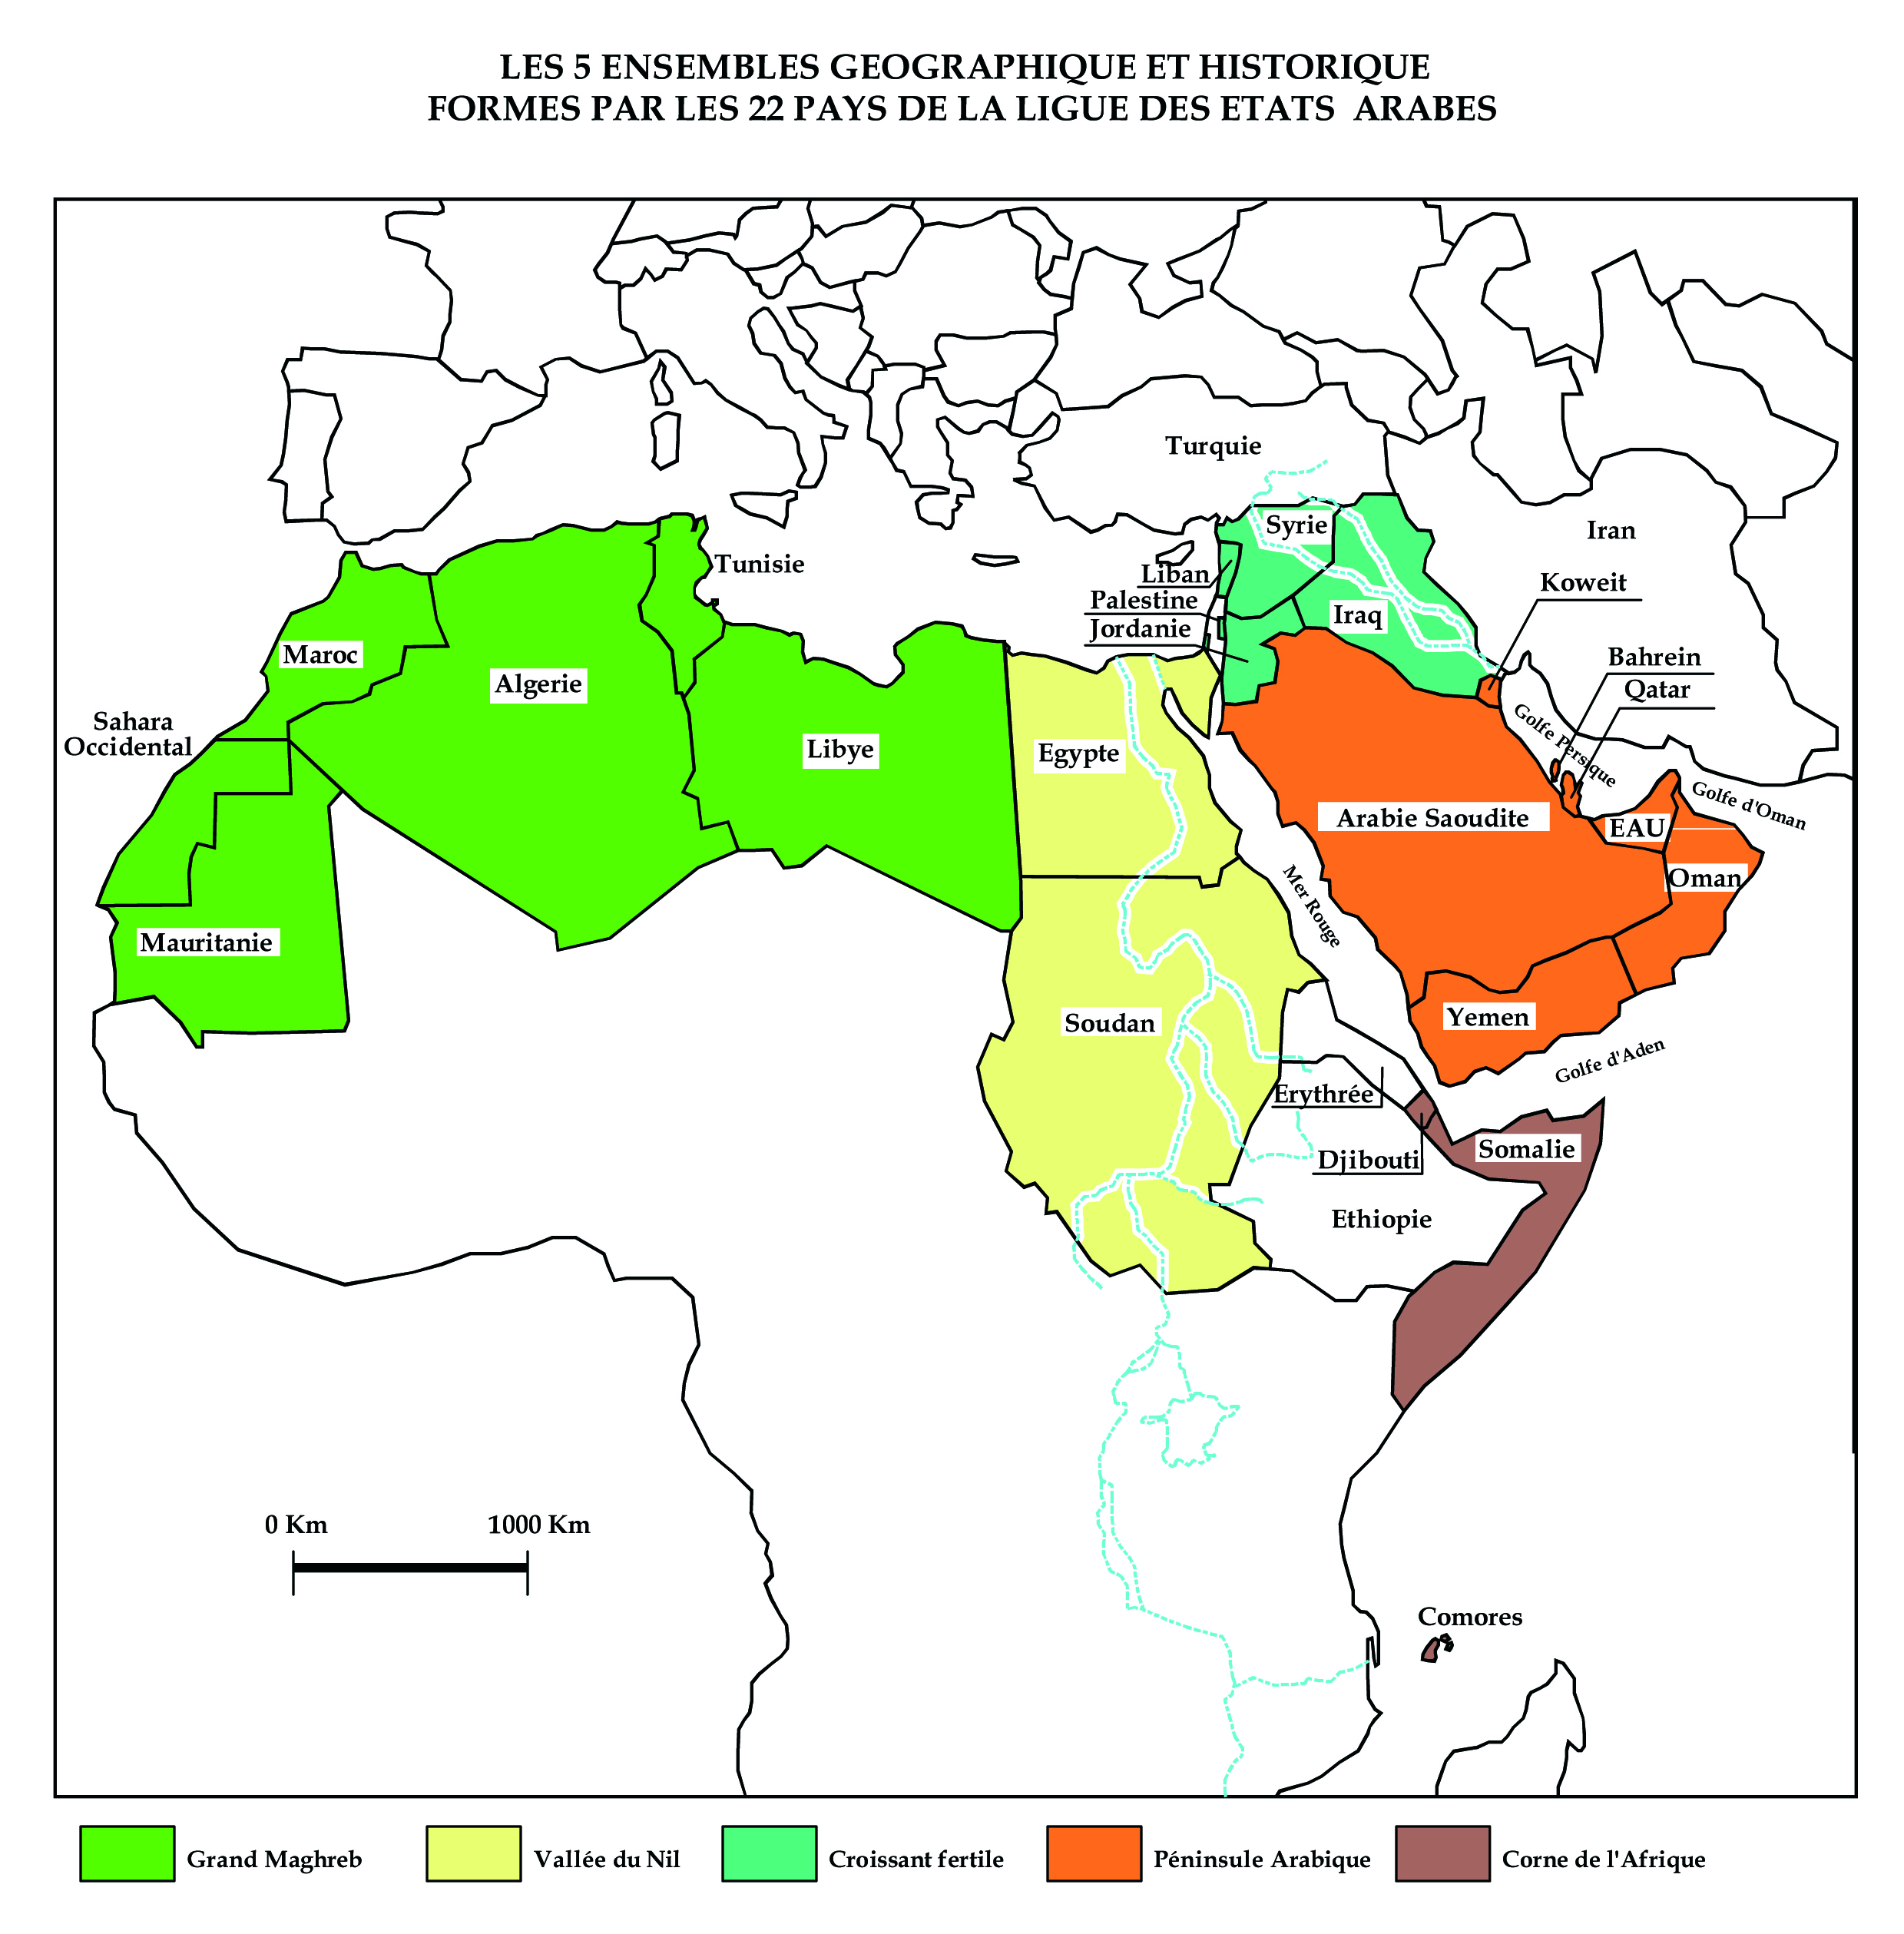 LES 5 ENSEMBLES GEOGRAPHIQUE ET HISTORIQUE
FORMES PAR LES 22 PAYS DE LA LIGUE DES ETATS ARABES
Turquie
Syrie
Iran
Tunisie
Liban
Koweit
Palestine
Iraq
Jordanie
Maroc
Bahrein
Algerie
Qatar
Sahara
Occidental
Golfe Persique
Libye
Egypte
Golfe d'Oman
Arabie Saoudite
EAU
Mer Rouge
Oman
Mauritanie
Soudan
Yemen
Golfe d'Aden
Erythrée
Somalie
Djibouti
Ethiopie
0 Km
1000 Km
Comores
Grand Maghreb
Vallée du Nil
Croissant fertile
Péninsule Arabique
Corne de l'Afrique